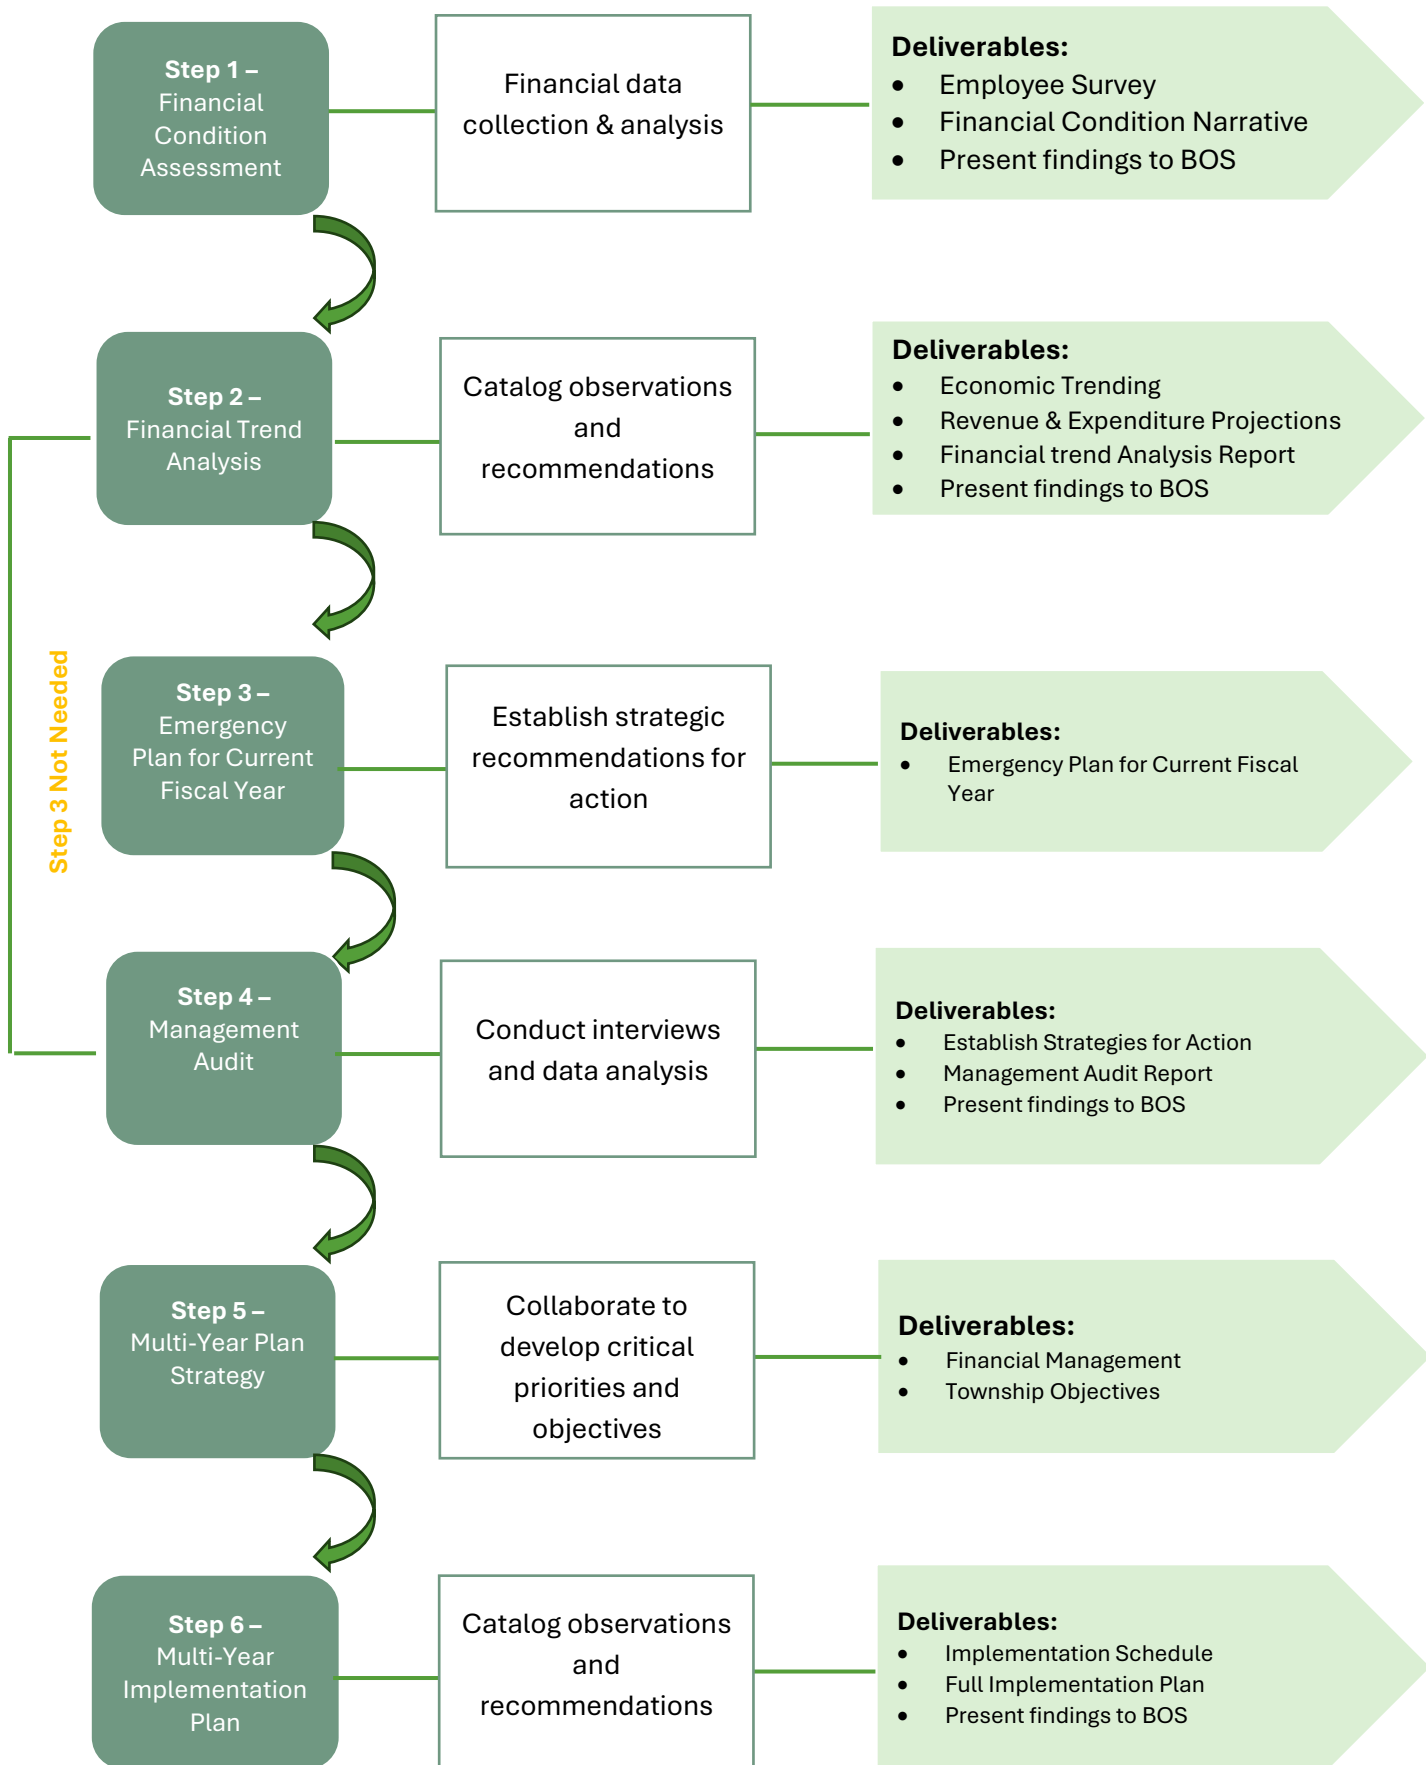 Step 1 –
Financial
Condition
Assessment
Financial data
collection & analysis
Deliverables:
• Employee Survey
• Financial Condition Narrative
• Present findings to BOS
Step 2 –
Financial Trend
Analysis
Catalog observations
and
recommendations
Deliverables:
• Economic Trending
• Revenue & Expenditure Projections
• Financial trend Analysis Report
• Present findings to BOS
Step 3 Not Needed
Step 3 –
Emergency
Plan for Current
Fiscal Year
Establish strategic
recommendations for
action
Deliverables:
• Emergency Plan for Current Fiscal
Year
Step 4 –
Management
Audit
Conduct interviews
and data analysis
Deliverables:
• Establish Strategies for Action
• Management Audit Report
• Present findings to BOS
Step 5 –
Multi-Year Plan
Strategy
Collaborate to
develop critical
priorities and
objectives
Deliverables:
• Financial Management
• Township Objectives
Step 6 –
Multi-Year
Implementation
Plan
Catalog observations
and
recommendations
Deliverables:
• Implementation Schedule
• Full Implementation Plan
• Present findings to BOS